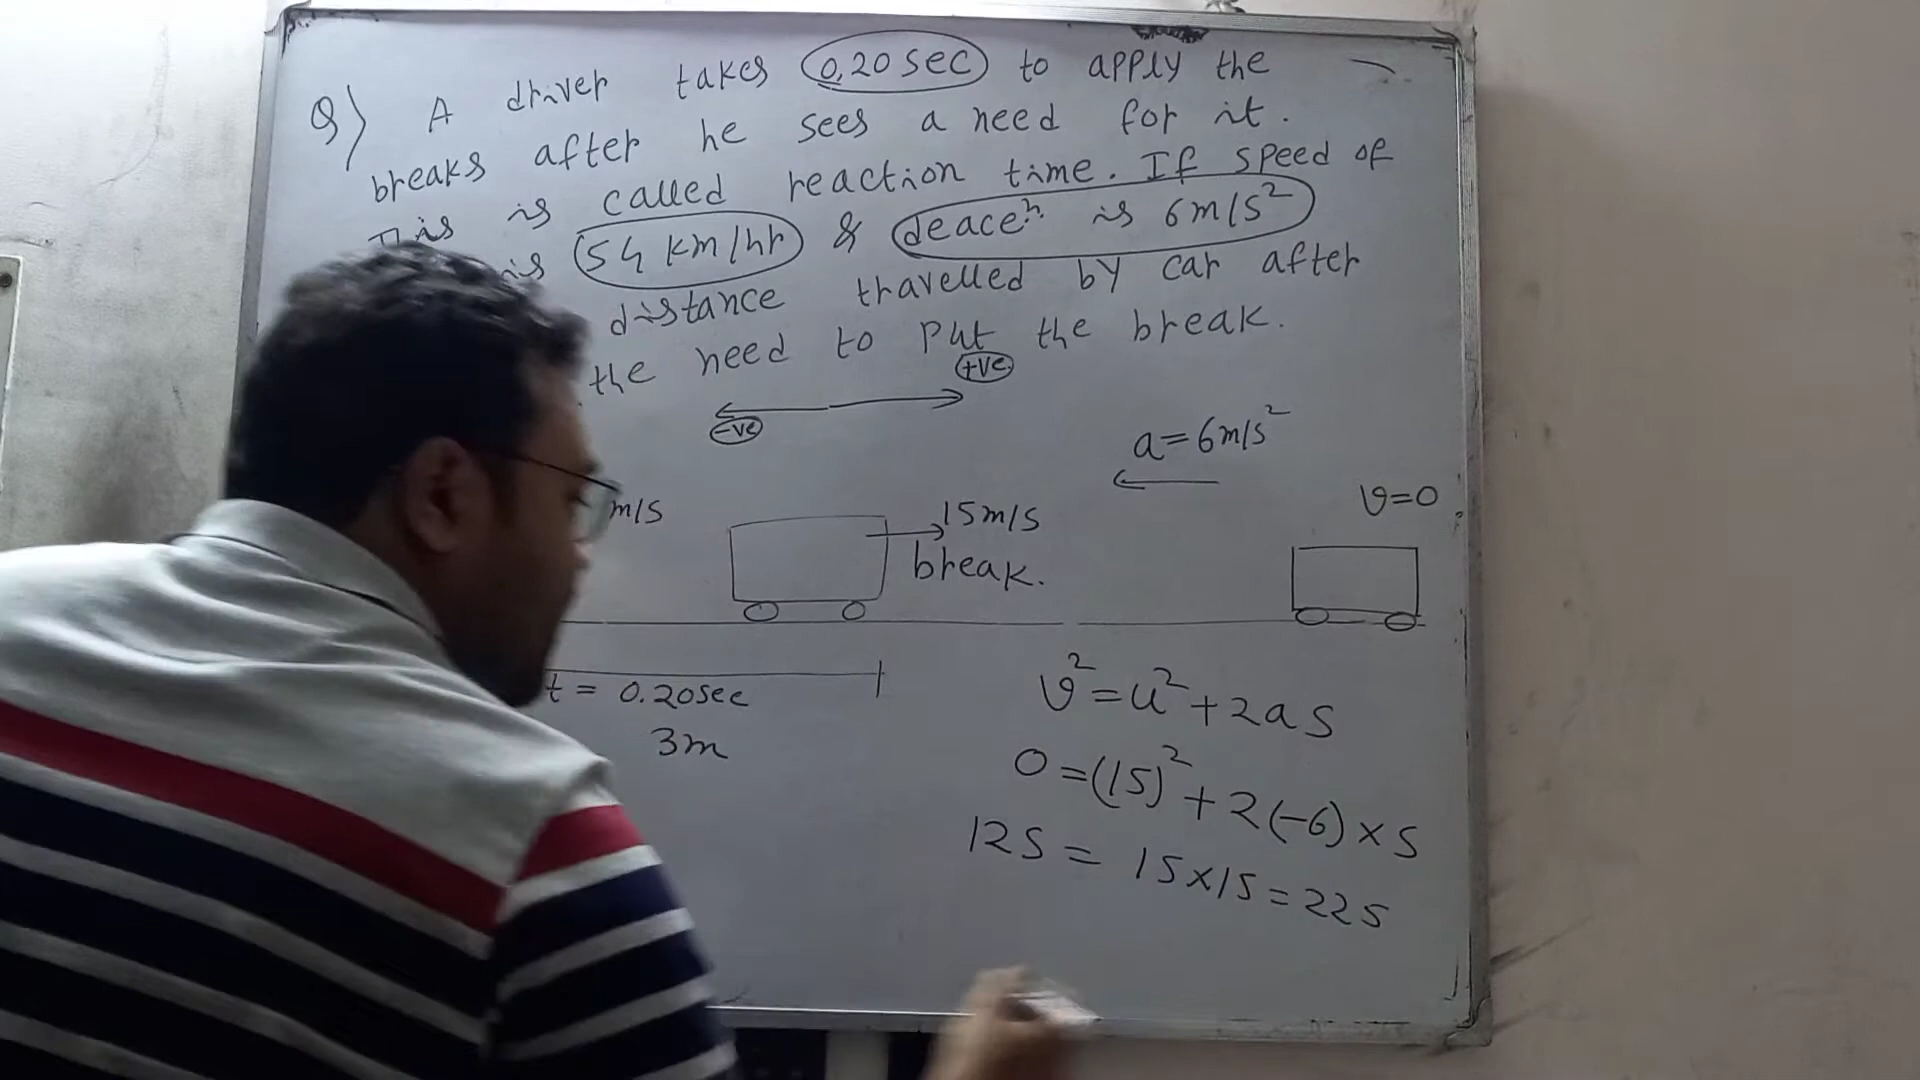 Q) A driver takes 0.20 sec to apply the
breaks after he sees a need for it.
This is called reaction time. If speed of
is 54 km/hr & deaceⁿ. is 6m/s²
distance travelled by car after
the need to put the break.
+ve
-ve
a=6m/s²
m/s
15m/s
v=0
break.
t = 0.20sec
3m
v²=u²+2as
0=(15)²+2(-6)×s
12s = 15×15=225